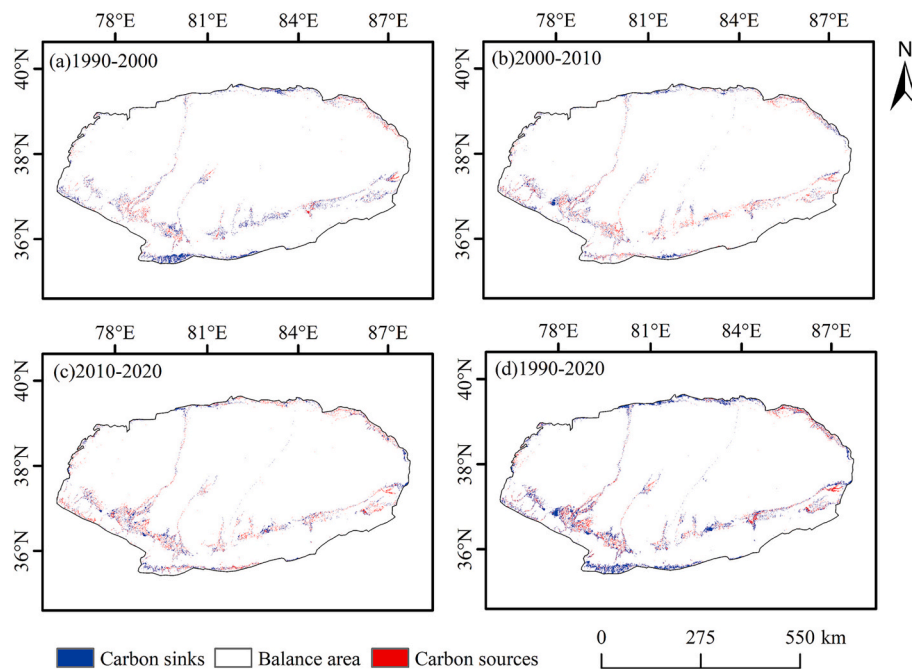 78°E 81°E 84°E 87°E
78°E 81°E 84°E 87°E
N
(a)1990-2000
(b)2000-2010
40°N
38°N
36°N
40°N
38°N
36°N
78°E 81°E 84°E 87°E
78°E 81°E 84°E 87°E
(c)2010-2020
(d)1990-2020
40°N
38°N
36°N
40°N
38°N
36°N
Carbon sinks Balance area Carbon sources
0 275 550 km